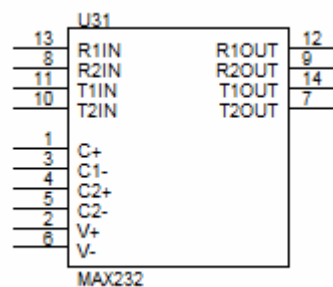 U31
13 R1IN R1OUT 12
8 R2IN R2OUT 9
11 T1IN T1OUT 14
10 T2IN T2OUT 7
1 C+
3 C1-
4 C2+
5 C2-
2 V+
6 V-
MAX232